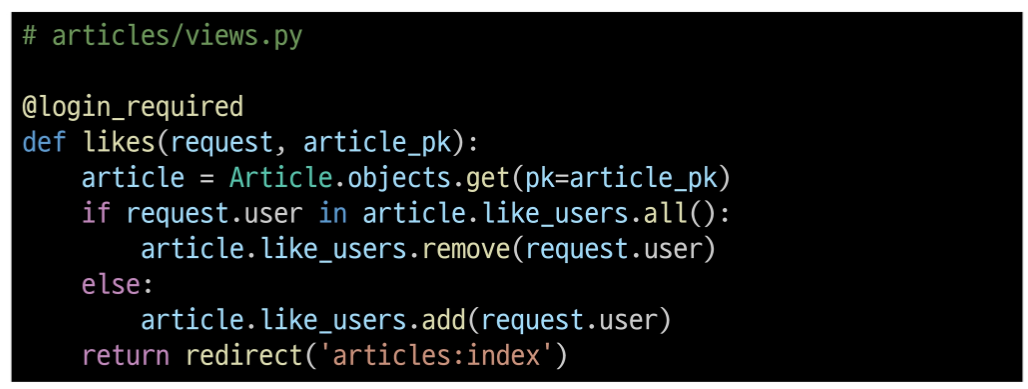 # articles/views.py
@login_required
def likes(request, article_pk):
    article = Article.objects.get(pk=article_pk)
    if request.user in article.like_users.all():
        article.like_users.remove(request.user)
    else:
        article.like_users.add(request.user)
    return redirect('articles:index')